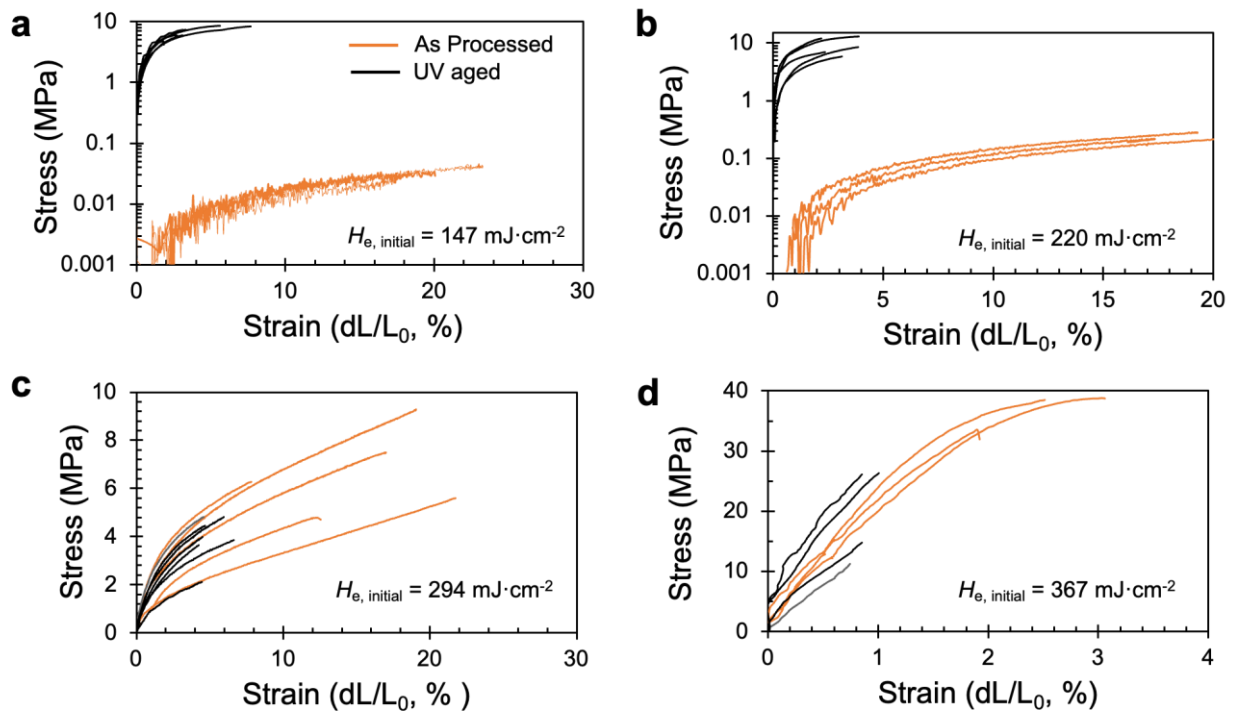 a
Stress (MPa)
10
1
0.1
0.01
0.001
0
10
20
30
Strain (dL/L₀, %)
As Processed
UV aged
Hₑ, ᵢₙᵢₜᵢₐₗ = 147 mJ·cm⁻²
b
Stress (MPa)
10
1
0.1
0.01
0.001
0
5
10
15
20
Strain (dL/L₀, %)
Hₑ, ᵢₙᵢₜᵢₐₗ = 220 mJ·cm⁻²
c
Stress (MPa)
10
8
6
4
2
0
0
10
20
30
Strain (dL/L₀, % )
Hₑ, ᵢₙᵢₜᵢₐₗ = 294 mJ·cm⁻²
d
Stress (MPa)
40
30
20
10
0
0
1
2
3
4
Strain (dL/L₀, %)
Hₑ, ᵢₙᵢₜᵢₐₗ = 367 mJ·cm⁻²